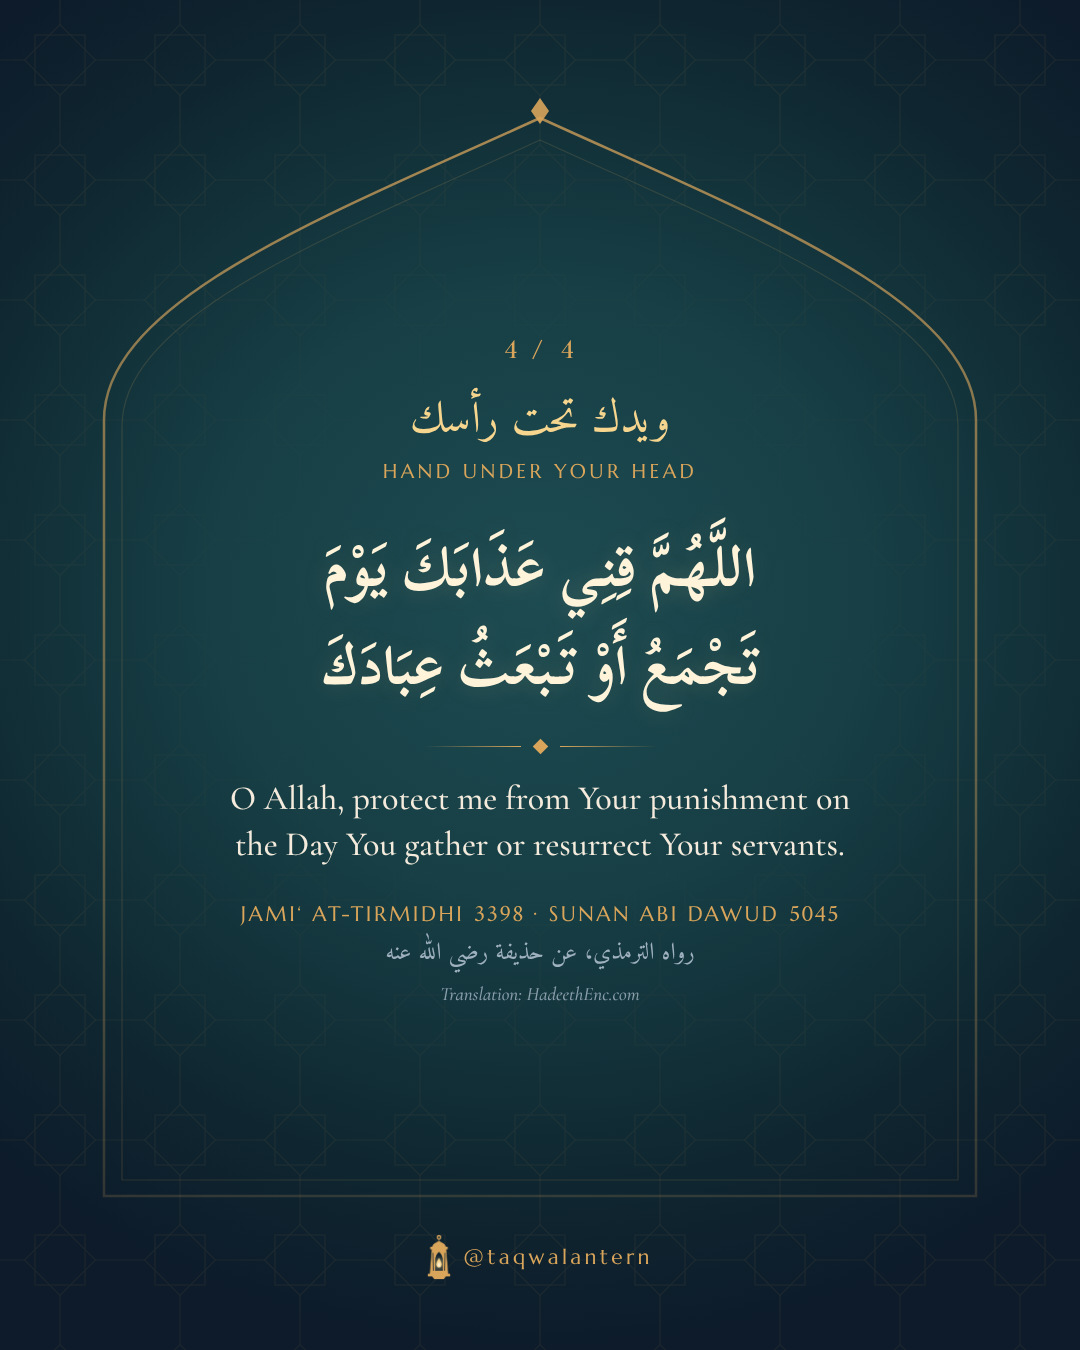 4 / 4
ويدك تحت رأسك
HAND UNDER YOUR HEAD
اللَّهُمَّ قِنِي عَذَابَكَ يَوْمَ
تَجْمَعُ أَوْ تَبْعَثُ عِبَادَكَ
O Allah, protect me from Your punishment on
the Day You gather or resurrect Your servants.
JAMIʿ AT-TIRMIDHI 3398 · SUNAN ABI DAWUD 5045
رواه الترمذي، عن حذيفة رضي الله عنه
Translation: HadeethEnc.com
@taqwalantern